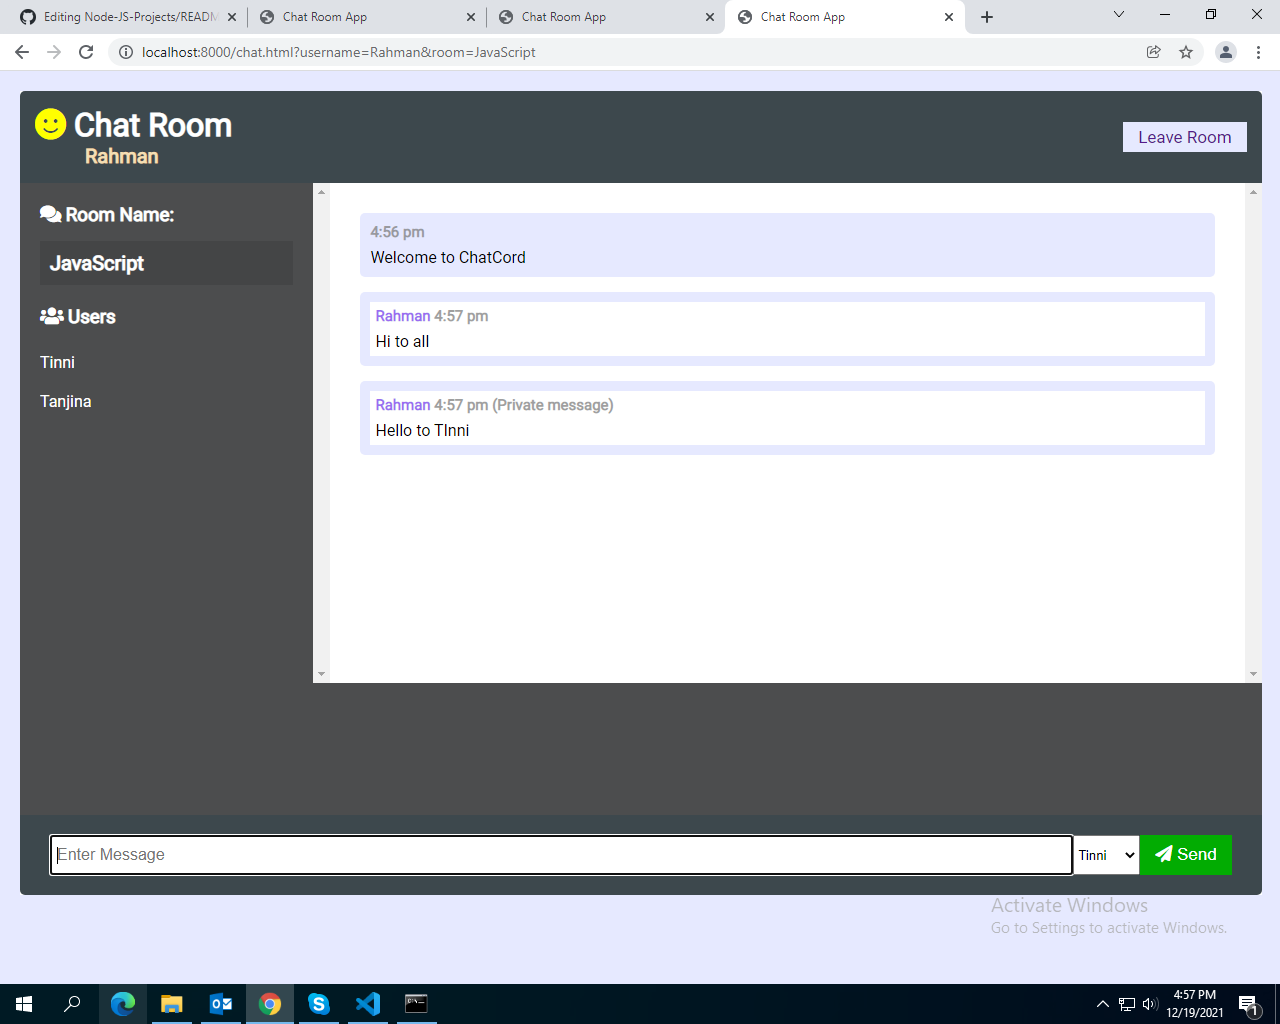 Editing Node-JS-Projects/READM
Chat Room App
Chat Room App
Chat Room App
localhost:8000/chat.html?username=Rahman&room=JavaScript
Chat Room
Rahman
Leave Room
Room Name:
JavaScript
Users
Tinni
Tanjina
4:56 pm
Welcome to ChatCord
Rahman 4:57 pm
Hi to all
Rahman 4:57 pm (Private message)
Hello to TInni
Enter Message
Tinni
Send
Activate Windows
Go to Settings to activate Windows.
4:57 PM
12/19/2021
1